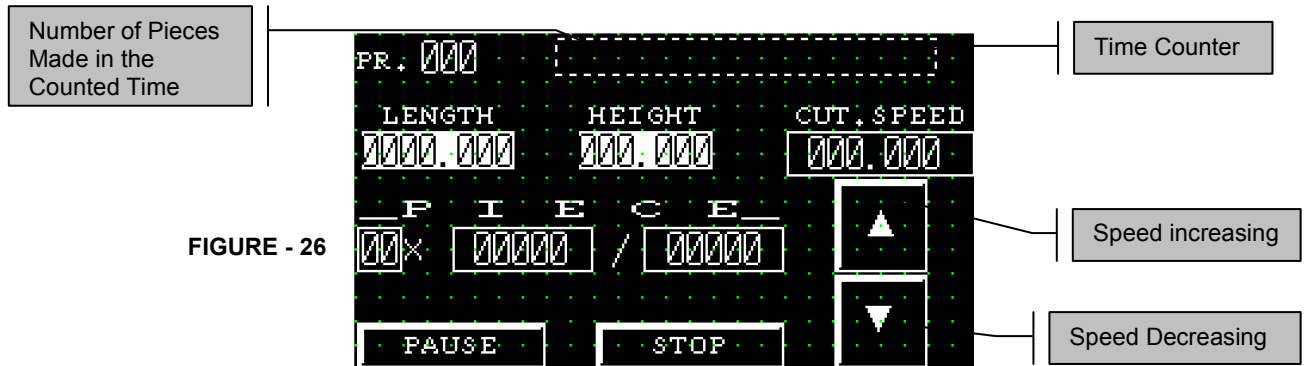 Number of Pieces
Made in the
Counted Time
Time Counter
PR. 000
LENGTH HEIGHT CUT.SPEED
0000.000 000.000 000.000
_P I E C E_
00× 00000 / 00000
▲
Speed increasing
FIGURE - 26
▼
Speed Decreasing
PAUSE STOP